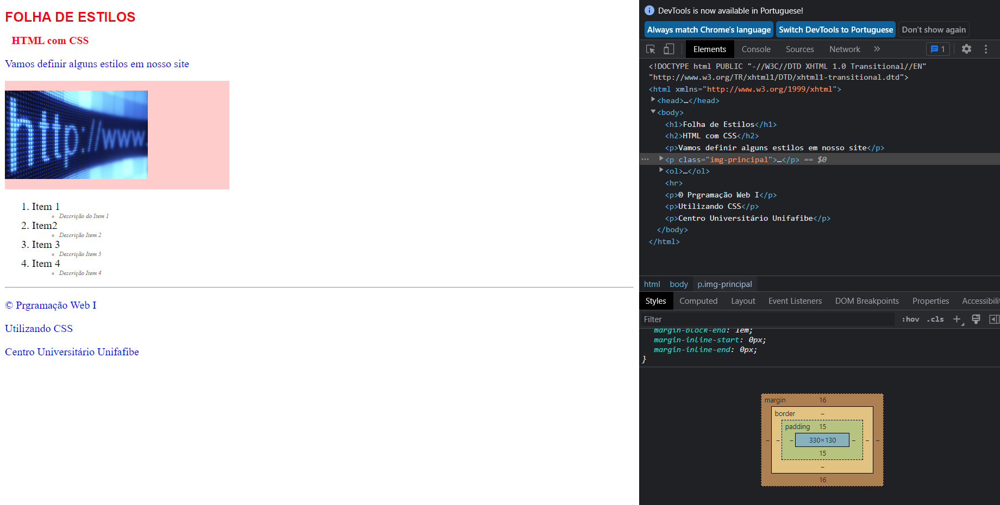 FOLHA DE ESTILOS
HTML com CSS
Vamos definir alguns estilos em nosso site
http://www.
1. Item 1
Descrição do Item 1
2. Item2
Descrição Item 2
3. Item 3
Descrição Item 3
4. Item 4
Descrição Item 4
© Prgramação Web I
Utilizando CSS
Centro Universitário Unifafibe
DevTools is now available in Portuguese!
Always match Chrome's language Switch DevTools to Portuguese Don't show again
Elements Console Sources Network » 1
<!DOCTYPE html PUBLIC "-//W3C//DTD XHTML 1.0 Transitional//EN"
"http://www.w3.org/TR/xhtml1/DTD/xhtml1-transitional.dtd">
<html xmlns="http://www.w3.org/1999/xhtml">
<head>…</head>
<body>
<h1>Folha de Estilos</h1>
<h2>HTML com CSS</h2>
<p>Vamos definir alguns estilos em nosso site</p>
<p class="img-principal">…</p> == $0
<ol>…</ol>
<hr>
<p>© Prgramação Web I</p>
<p>Utilizando CSS</p>
<p>Centro Universitário Unifafibe</p>
</body>
</html>
html body p.img-principal
Styles Computed Layout Event Listeners DOM Breakpoints Properties Accessibili
Filter :hov .cls +
margin-block-end: 1em;
margin-inline-start: 0px;
margin-inline-end: 0px;
}
margin 16
border –
padding 15
– – – 330×130 – – –
15
–
16